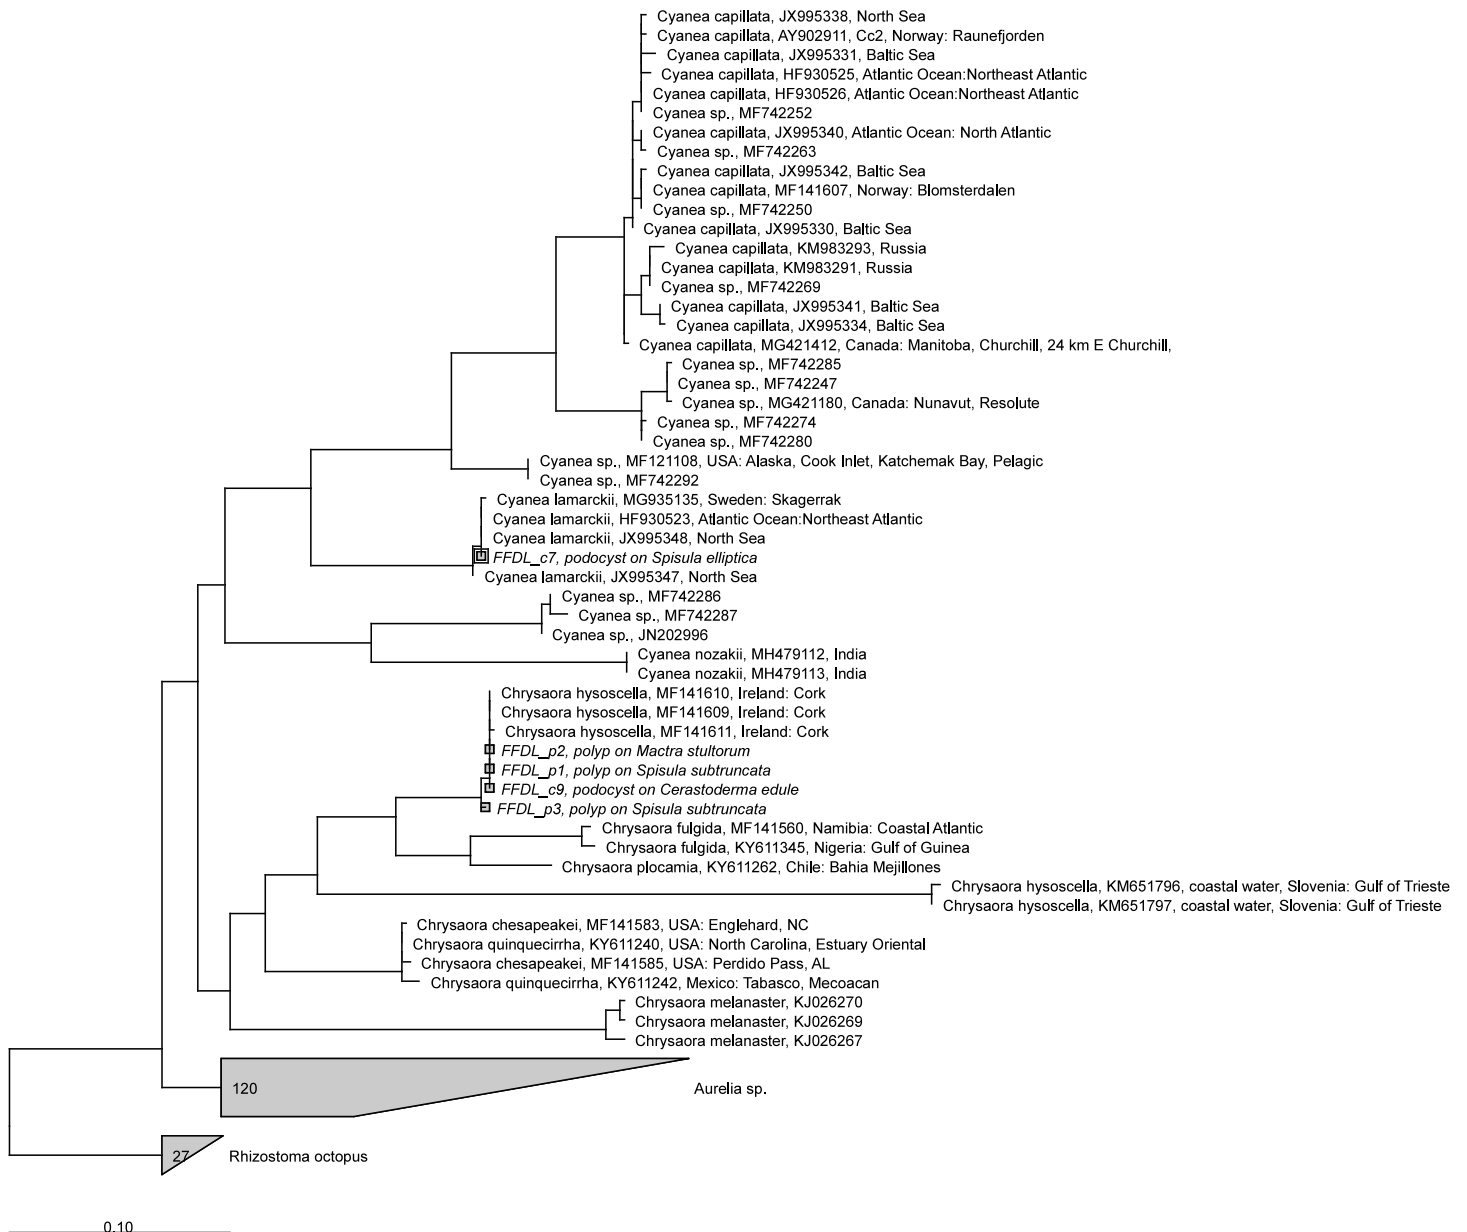 Cyanea capillata, JX995338, North Sea
Cyanea capillata, AY902911, Cc2, Norway: Raunefjorden
Cyanea capillata, JX995331, Baltic Sea
Cyanea capillata, HF930525, Atlantic Ocean:Northeast Atlantic
Cyanea capillata, HF930526, Atlantic Ocean:Northeast Atlantic
Cyanea sp., MF742252
Cyanea capillata, JX995340, Atlantic Ocean: North Atlantic
Cyanea sp., MF742263
Cyanea capillata, JX995342, Baltic Sea
Cyanea capillata, MF141607, Norway: Blomsterdalen
Cyanea sp., MF742250
Cyanea capillata, JX995330, Baltic Sea
Cyanea capillata, KM983293, Russia
Cyanea capillata, KM983291, Russia
Cyanea sp., MF742269
Cyanea capillata, JX995341, Baltic Sea
Cyanea capillata, JX995334, Baltic Sea
Cyanea capillata, MG421412, Canada: Manitoba, Churchill, 24 km E Churchill,
Cyanea sp., MF742285
Cyanea sp., MF742247
Cyanea sp., MG421180, Canada: Nunavut, Resolute
Cyanea sp., MF742274
Cyanea sp., MF742280
Cyanea sp., MF121108, USA: Alaska, Cook Inlet, Katchemak Bay, Pelagic
Cyanea sp., MF742292
Cyanea lamarckii, MG935135, Sweden: Skagerrak
Cyanea lamarckii, HF930523, Atlantic Ocean:Northeast Atlantic
Cyanea lamarckii, JX995348, North Sea
FFDL_c7, podocyst on Spisula elliptica
Cyanea lamarckii, JX995347, North Sea
Cyanea sp., MF742286
Cyanea sp., MF742287
Cyanea sp., JN202996
Cyanea nozakii, MH479112, India
Cyanea nozakii, MH479113, India
Chrysaora hysoscella, MF141610, Ireland: Cork
Chrysaora hysoscella, MF141609, Ireland: Cork
Chrysaora hysoscella, MF141611, Ireland: Cork
FFDL_p2, polyp on Mactra stultorum
FFDL_p1, polyp on Spisula subtruncata
FFDL_c9, podocyst on Cerastoderma edule
FFDL_p3, polyp on Spisula subtruncata
Chrysaora fulgida, MF141560, Namibia: Coastal Atlantic
Chrysaora fulgida, KY611345, Nigeria: Gulf of Guinea
Chrysaora plocamia, KY611262, Chile: Bahia Mejillones
Chrysaora hysoscella, KM651796, coastal water, Slovenia: Gulf of Trieste
Chrysaora hysoscella, KM651797, coastal water, Slovenia: Gulf of Trieste
Chrysaora chesapeakei, MF141583, USA: Englehard, NC
Chrysaora quinquecirrha, KY611240, USA: North Carolina, Estuary Oriental
Chrysaora chesapeakei, MF141585, USA: Perdido Pass, AL
Chrysaora quinquecirrha, KY611242, Mexico: Tabasco, Mecoacan
Chrysaora melanaster, KJ026270
Chrysaora melanaster, KJ026269
Chrysaora melanaster, KJ026267
120 Aurelia sp.
27 Rhizostoma octopus
0.10